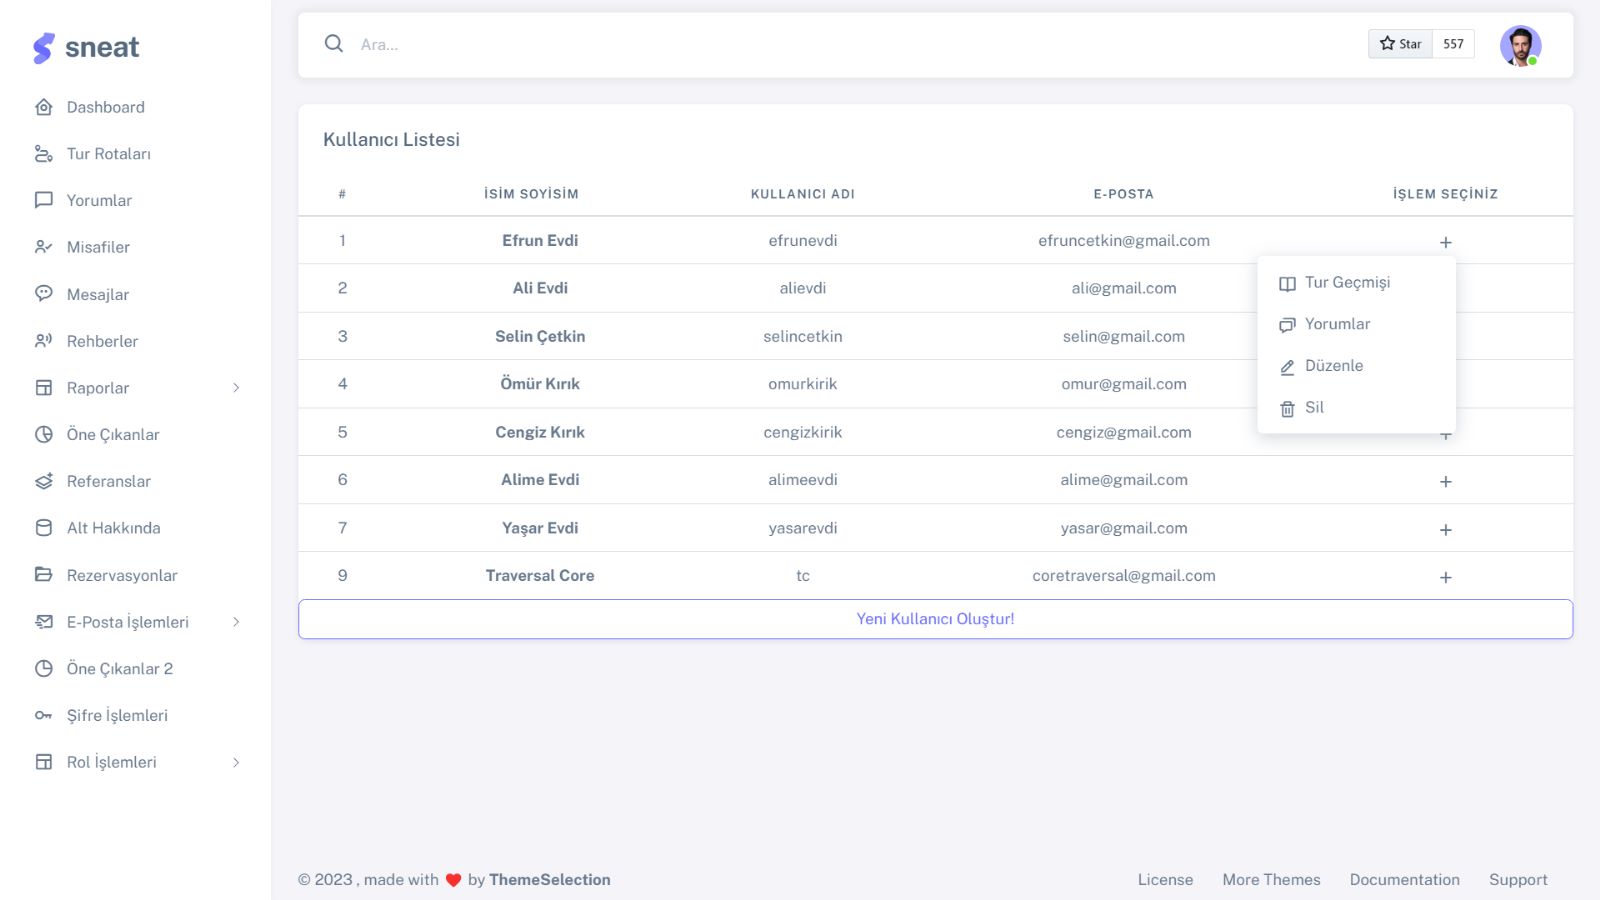 sneat
Dashboard
Tur Rotaları
Yorumlar
Misafiler
Mesajlar
Rehberler
Raporlar
Öne Çıkanlar
Referanslar
Alt Hakkında
Rezervasyonlar
E-Posta İşlemleri
Öne Çıkanlar 2
Şifre İşlemleri
Rol İşlemleri
Ara...
Star 557
Kullanıcı Listesi
# İSİM SOYİSİM KULLANICI ADI E-POSTA İŞLEM SEÇİNİZ
1 Efrun Evdi efrunevdi efruncetkin@gmail.com +
2 Ali Evdi alievdi ali@gmail.com
3 Selin Çetkin selincetkin selin@gmail.com
4 Ömür Kırık omurkirik omur@gmail.com
5 Cengiz Kırık cengizkirik cengiz@gmail.com +
6 Alime Evdi alimeevdi alime@gmail.com +
7 Yaşar Evdi yasarevdi yasar@gmail.com +
9 Traversal Core tc coretraversal@gmail.com +
Tur Geçmişi
Yorumlar
Düzenle
Sil
Yeni Kullanıcı Oluştur!
© 2023 , made with ❤️ by ThemeSelection
License More Themes Documentation Support